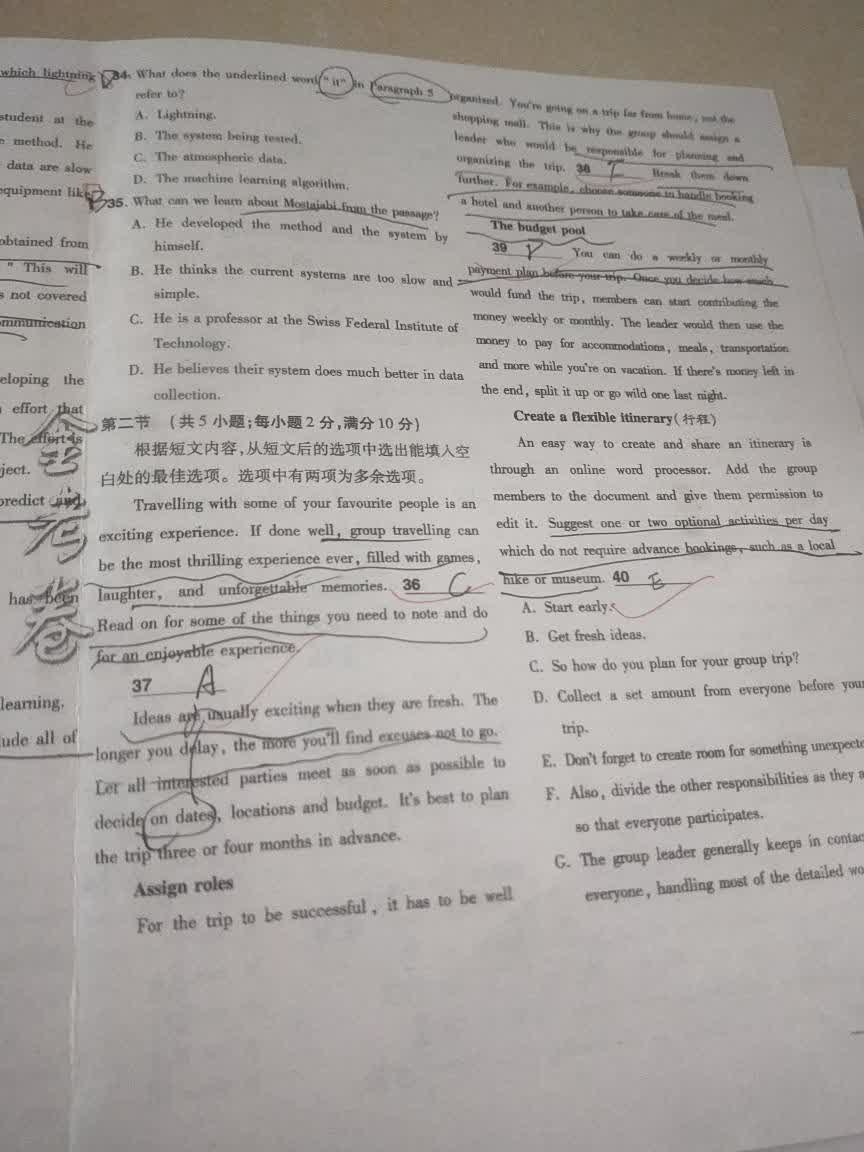 which lightning
student at the
method. He
data are slow
equipment lik
obtained from
" This will
s not covered
mmunication
eloping the
effort that
The effort is
ject.
predict and
has been
learning.
ude all of
全
国
卷
B 34. What does the underlined word "it" in Paragraph 5
refer to?
A. Lightning.
B. The system being tested.
C. The atmospheric data.
D. The machine learning algorithm.
B 35. What can we learn about Mostajabi from the passage?
A. He developed the method and the system by
himself.
B. He thinks the current systems are too slow and
simple.
C. He is a professor at the Swiss Federal Institute of
Technology.
D. He believes their system does much better in data
collection.
第二节 (共5小题;每小题2分,满分10分)
根据短文内容,从短文后的选项中选出能填入空
白处的最佳选项。选项中有两项为多余选项。
Travelling with some of your favourite people is an
exciting experience. If done well, group travelling can
be the most thrilling experience ever, filled with games,
laughter, and unforgettable memories. 36 C
Read on for some of the things you need to note and do
for an enjoyable experience.
37 A
Ideas are usually exciting when they are fresh. The
longer you delay, the more you'll find excuses not to go.
Let all interested parties meet as soon as possible to
decide on dates, locations and budget. It's best to plan
the trip three or four months in advance.
Assign roles
For the trip to be successful, it has to be well
organized. You're going on a trip far from home, not the
shopping mall. This is why the group should assign a
leader who would be responsible for planning and
organizing the trip. 38 F Break them down
further. For example, choose someone to handle booking
a hotel and another person to take care of the meal.
The budget pool
39 D You can do a weekly or monthly
payment plan before your trip. Once you decide how much
would fund the trip, members can start contributing the
money weekly or monthly. The leader would then use the
money to pay for accommodations, meals, transportation
and more while you're on vacation. If there's money left in
the end, split it up or go wild one last night.
Create a flexible itinerary(行程)
An easy way to create and share an itinerary is
through an online word processor. Add the group
members to the document and give them permission to
edit it. Suggest one or two optional activities per day
which do not require advance bookings, such as a local
hike or museum. 40 E
A. Start early.
B. Get fresh ideas.
C. So how do you plan for your group trip?
D. Collect a set amount from everyone before your
trip.
E. Don't forget to create room for something unexpecte
F. Also, divide the other responsibilities as they a
so that everyone participates.
G. The group leader generally keeps in contac
everyone, handling most of the detailed wo